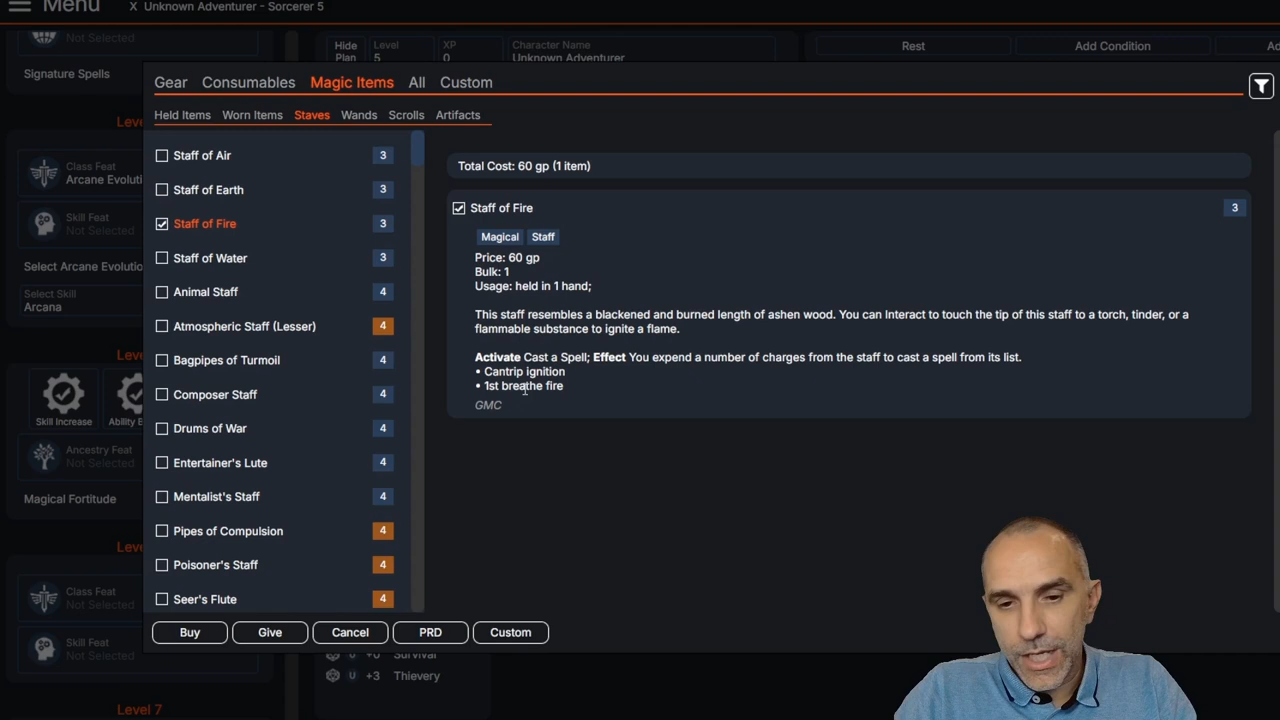 Menu
X Unknown Adventurer - Sorcerer 5
Not Selected
Signature Spells
Hide Plan
Level
5
XP
0
Character Name
Unknown Adventurer
Rest
Add Condition
Gear Consumables Magic Items All Custom
Held Items Worn Items Staves Wands Scrolls Artifacts
Class Feat
Arcane Evoluti
Skill Feat
Not Selected
Select Arcane Evolutio
Select Skill
Arcana
Skill Increase
Ability
Ancestry Feat
Not Selected
Magical Fortitude
Class Feat
Not Selected
Skill Feat
Not Selected
Level 7
Staff of Air 3
Staff of Earth 3
Staff of Fire 3
Staff of Water 3
Animal Staff 4
Atmospheric Staff (Lesser) 4
Bagpipes of Turmoil 4
Composer Staff 4
Drums of War 4
Entertainer's Lute 4
Mentalist's Staff 4
Pipes of Compulsion 4
Poisoner's Staff 4
Seer's Flute 4
Total Cost: 60 gp (1 item)
Staff of Fire 3
Magical Staff
Price: 60 gp
Bulk: 1
Usage: held in 1 hand;
This staff resembles a blackened and burned length of ashen wood. You can Interact to touch the tip of this staff to a torch, tinder, or a
flammable substance to ignite a flame.
Activate Cast a Spell; Effect You expend a number of charges from the staff to cast a spell from its list.
• Cantrip ignition
• 1st breathe fire
GMC
Buy Give Cancel PRD Custom
U +0 Survival
U +3 Thievery